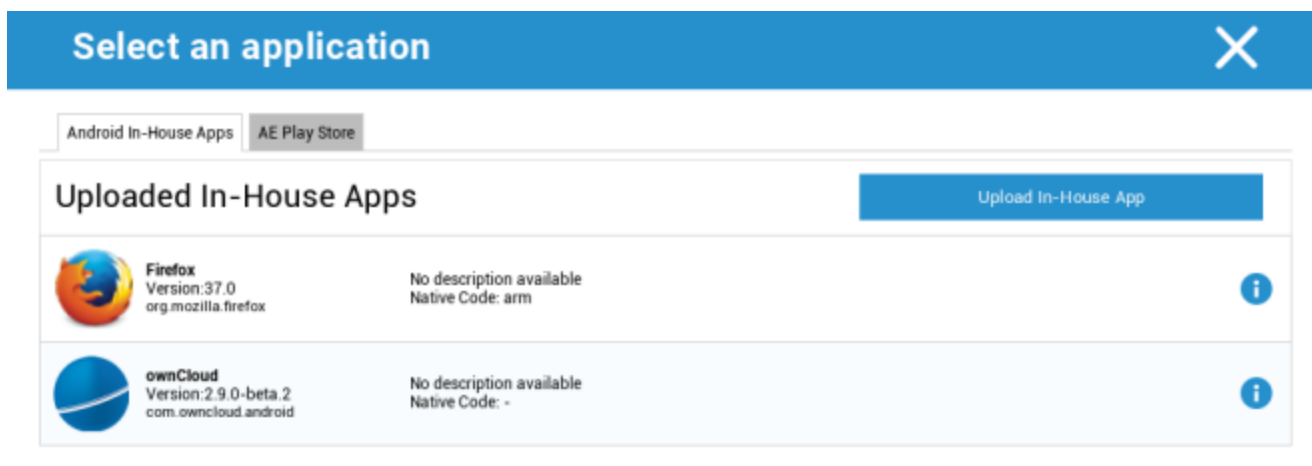 Select an application
Android In-House Apps
AE Play Store
Uploaded In-House Apps
Upload In-House App
Firefox
Version:37.0
org.mozilla.firefox
No description available
Native Code: arm
ownCloud
Version:2.9.0-beta.2
com.owncloud.android
No description available
Native Code: -